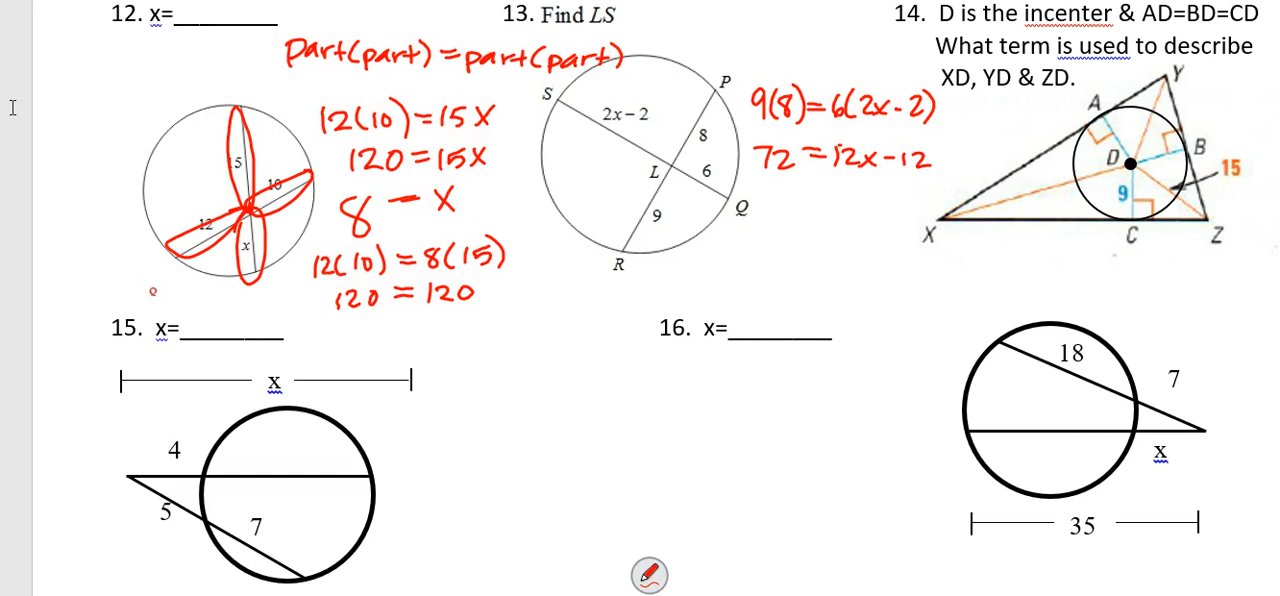 12. x=________
13. Find LS
14. D is the incenter & AD=BD=CD
What term is used to describe
XD, YD & ZD.
Part(part) = part(part)
15
10
12
x
12(10) = 15x
120 = 15x
8 = x
12(10) = 8(15)
120 = 120
S
P
2x – 2
8
L
6
9
Q
R
9(8) = 6(2x-2)
72 = 12x-12
Y
A
B
D
15
9
X
C
Z
15. x=________
x
4
5
7
16. x=________
18
7
x
35